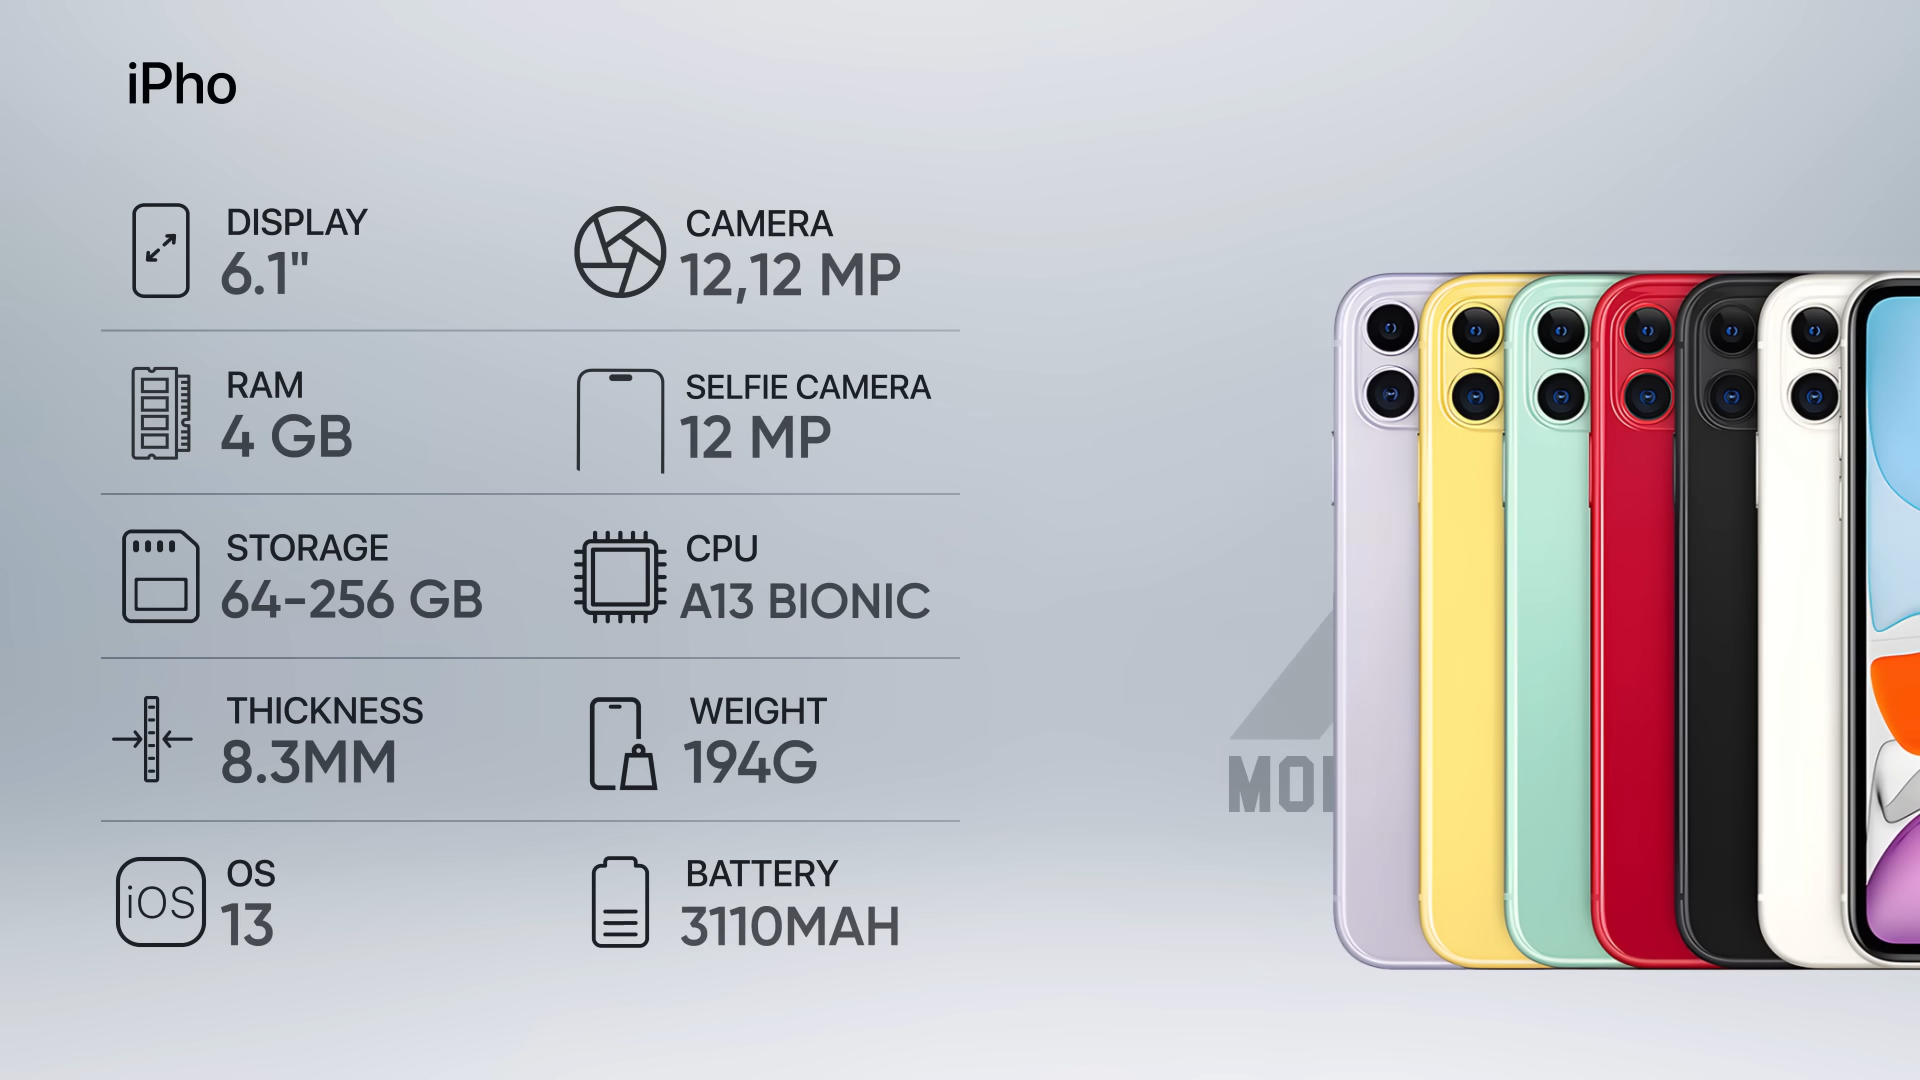 iPho
DISPLAY
6.1"
CAMERA
12,12 MP
RAM
4 GB
SELFIE CAMERA
12 MP
STORAGE
64-256 GB
CPU
A13 BIONIC
THICKNESS
8.3MM
WEIGHT
194G
iOS
OS
13
BATTERY
3110MAH